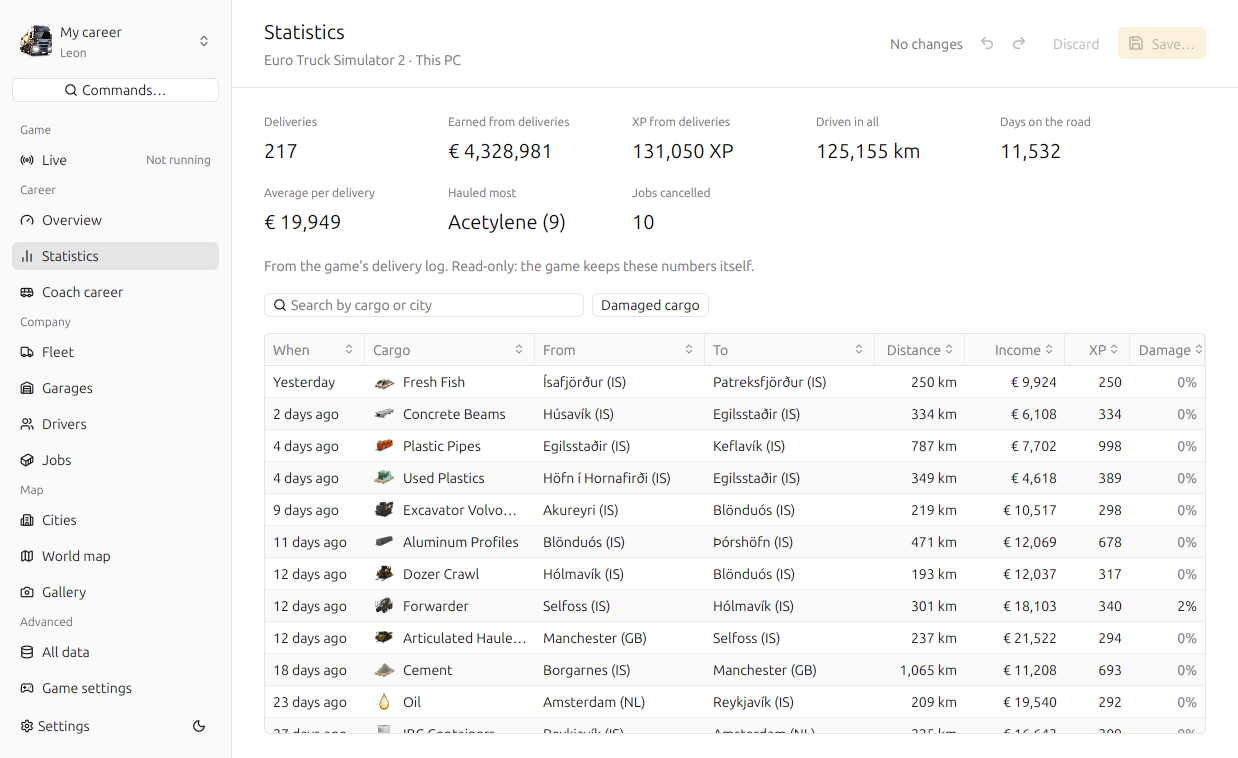 My career
Leon
Commands…
Game
Live Not running
Career
Overview
Statistics
Coach career
Company
Fleet
Garages
Drivers
Jobs
Map
Cities
World map
Gallery
Advanced
All data
Game settings
Settings
Statistics
Euro Truck Simulator 2 · This PC
No changes Discard Save…
Deliveries Earned from deliveries XP from deliveries Driven in all Days on the road
217 € 4,328,981 131,050 XP 125,155 km 11,532
Average per delivery Hauled most Jobs cancelled
€ 19,949 Acetylene (9) 10
From the game's delivery log. Read-only: the game keeps these numbers itself.
Search by cargo or city Damaged cargo
When Cargo From To Distance Income XP Damage
Yesterday Fresh Fish Ísafjörður (IS) Patreksfjörður (IS) 250 km € 9,924 250 0%
2 days ago Concrete Beams Húsavík (IS) Egilsstaðir (IS) 334 km € 6,108 334 0%
4 days ago Plastic Pipes Egilsstaðir (IS) Keflavík (IS) 787 km € 7,702 998 0%
4 days ago Used Plastics Höfn í Hornafirði (IS) Egilsstaðir (IS) 349 km € 4,618 389 0%
9 days ago Excavator Volvo… Akureyri (IS) Blönduós (IS) 219 km € 10,517 298 0%
11 days ago Aluminum Profiles Blönduós (IS) Þórshöfn (IS) 471 km € 12,069 678 0%
12 days ago Dozer Crawl Hólmavík (IS) Blönduós (IS) 193 km € 12,037 317 0%
12 days ago Forwarder Selfoss (IS) Hólmavík (IS) 301 km € 18,103 340 2%
12 days ago Articulated Haule… Manchester (GB) Selfoss (IS) 237 km € 21,522 294 0%
18 days ago Cement Borgarnes (IS) Manchester (GB) 1,065 km € 11,208 693 0%
23 days ago Oil Amsterdam (NL) Reykjavík (IS) 209 km € 19,540 292 0%
27 days ago IBC Containers Reykjavík (IS) Amsterdam (NL)